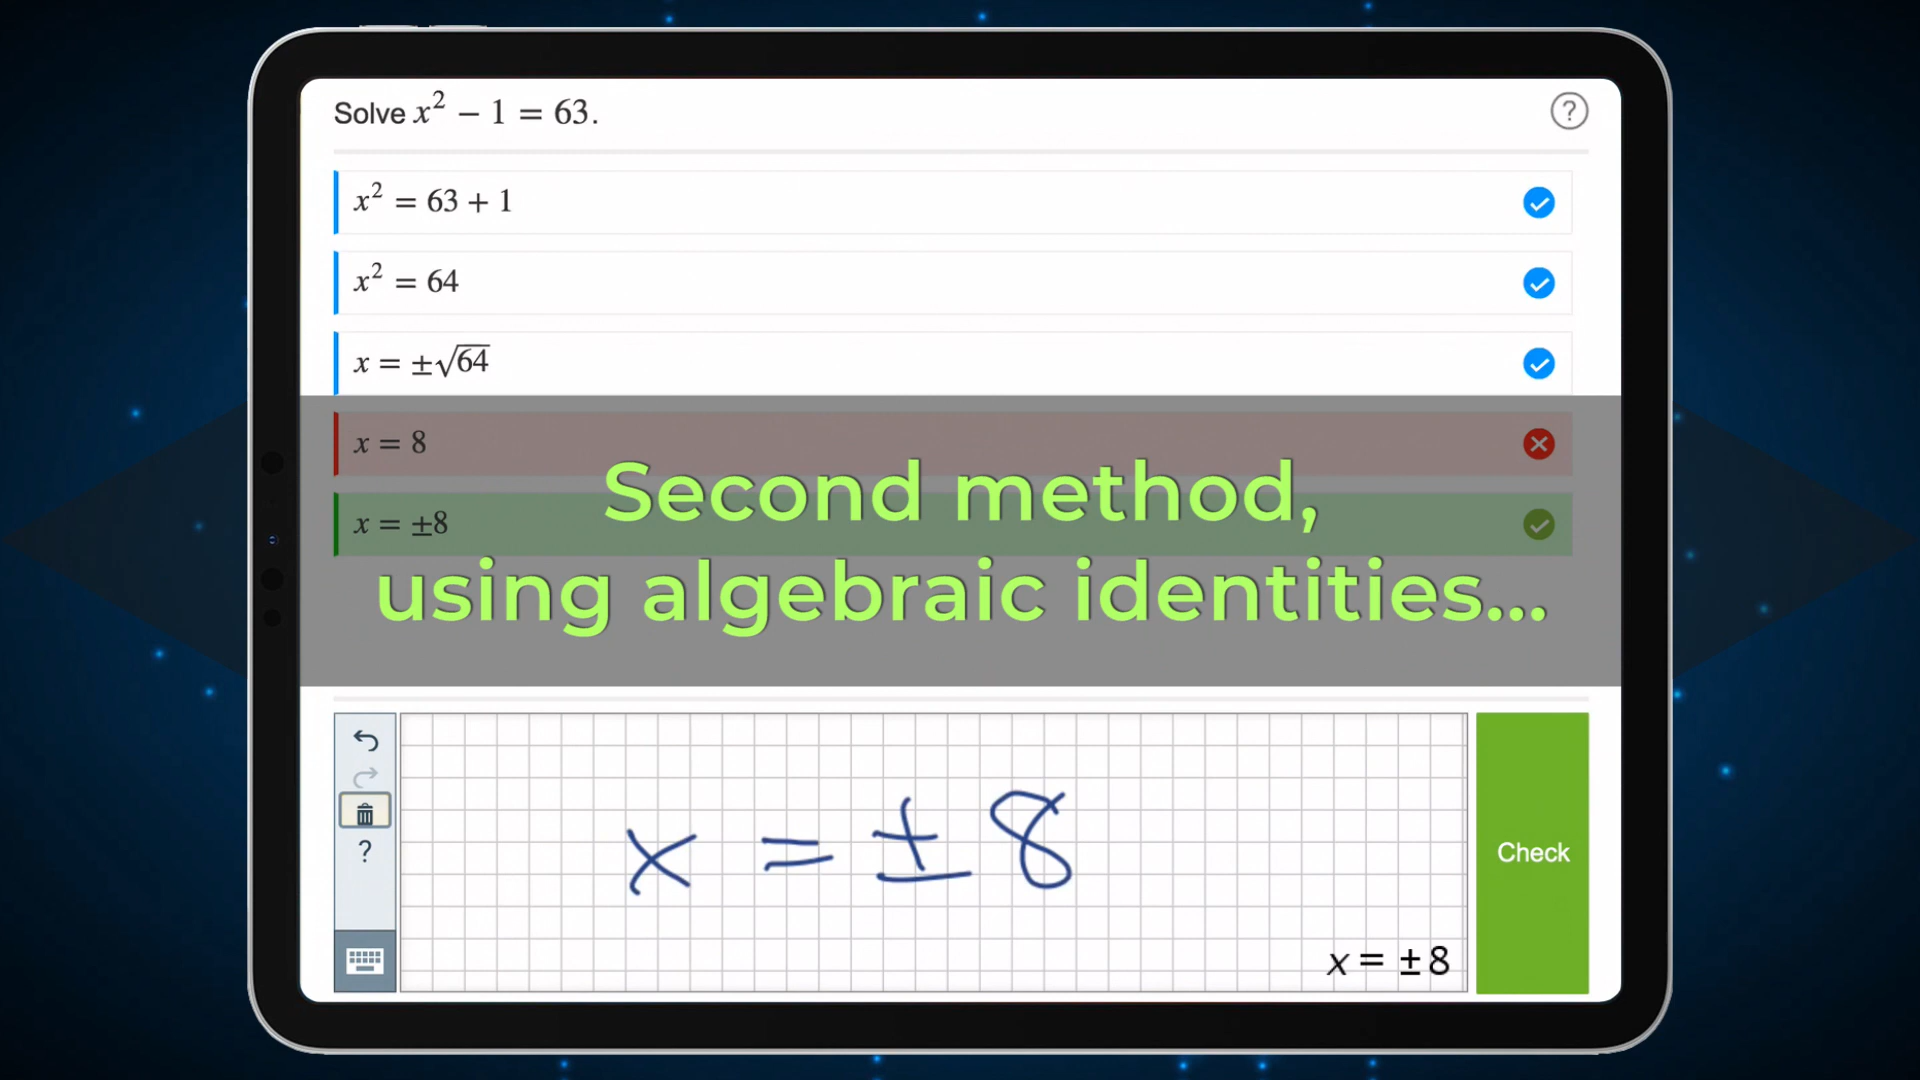 Solve x² − 1 = 63.
?
x² = 63 + 1
x² = 64
x = ±√64
x = 8
x = ±8
Second method,
using algebraic identities...
?
x = ±8
x = ±8
Check